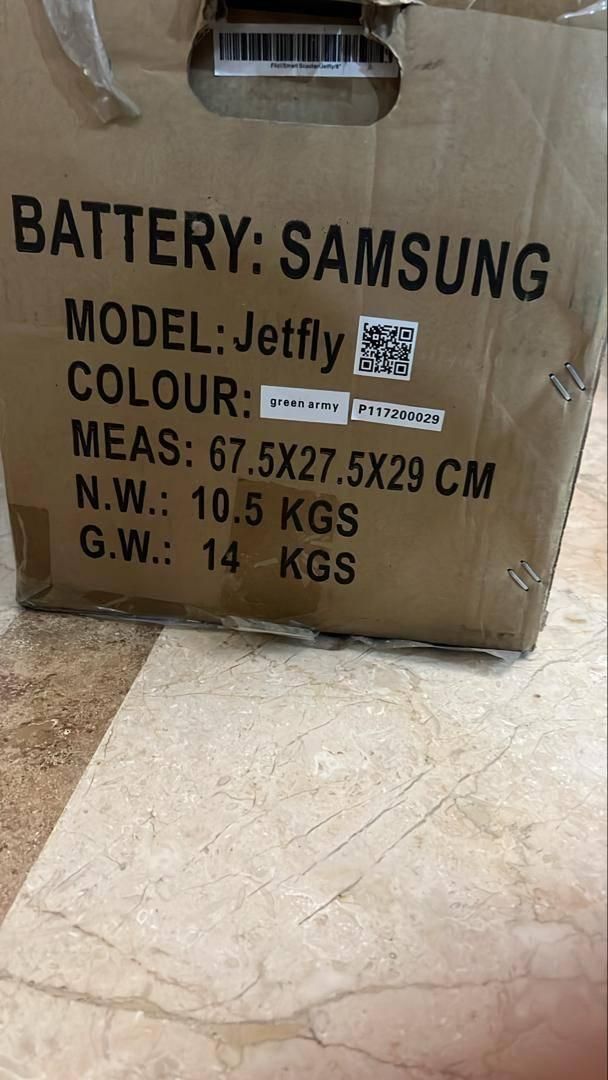 BATTERY: SAMSUNG
MODEL: Jetfly
COLOUR: green army P117200029
MEAS: 67.5X27.5X29 CM
N.W.: 10.5 KGS
G.W.: 14 KGS